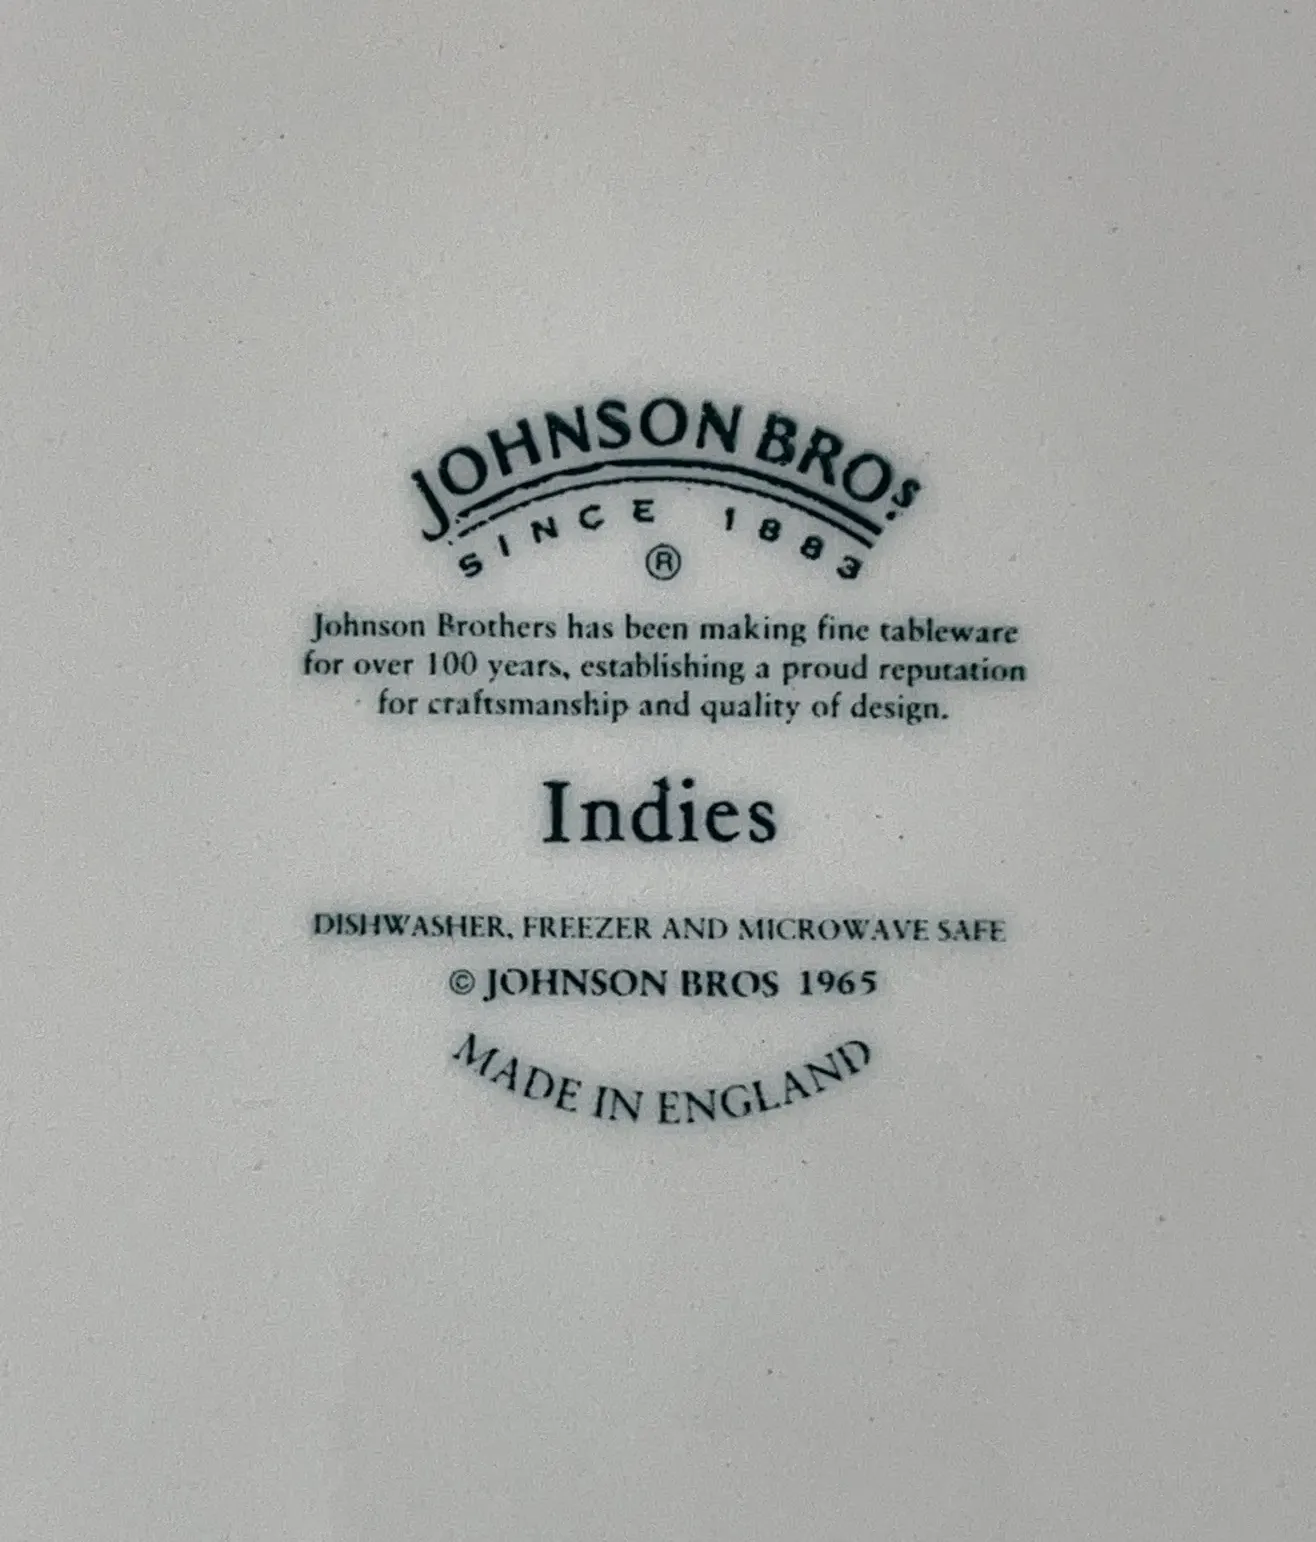 JOHNSON BROS.
SINCE 1883
®
Johnson Brothers has been making fine tableware
for over 100 years, establishing a proud reputation
for craftsmanship and quality of design.
Indies
DISHWASHER, FREEZER AND MICROWAVE SAFE
© JOHNSON BROS 1965
MADE IN ENGLAND